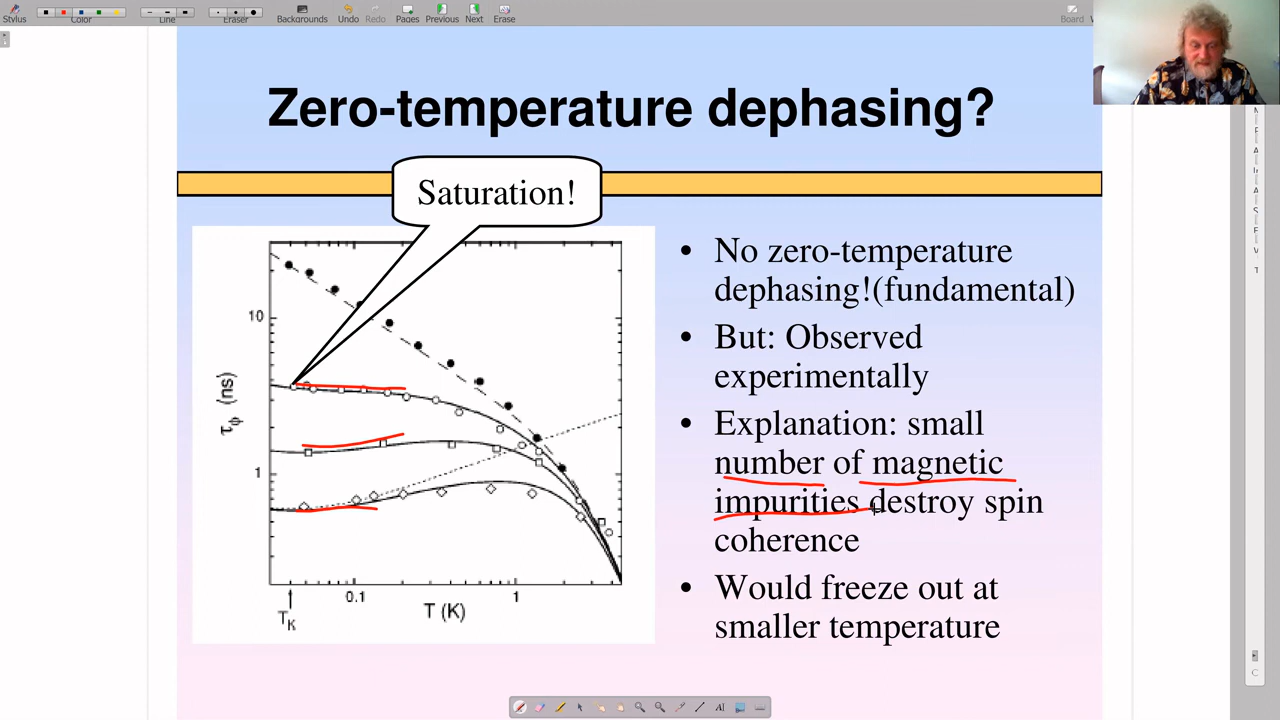 Stylus
Color
Line
Eraser
Backgrounds
Undo
Redo
Pages
Previous
Next
Erase
Board
Zero-temperature dephasing?
Saturation!
10
1
τφ (ns)
0.1
1
TK
T (K)
• No zero-temperature
dephasing!(fundamental)
• But: Observed
experimentally
• Explanation: small
number of magnetic
impurities destroy spin
coherence
• Would freeze out at
smaller temperature